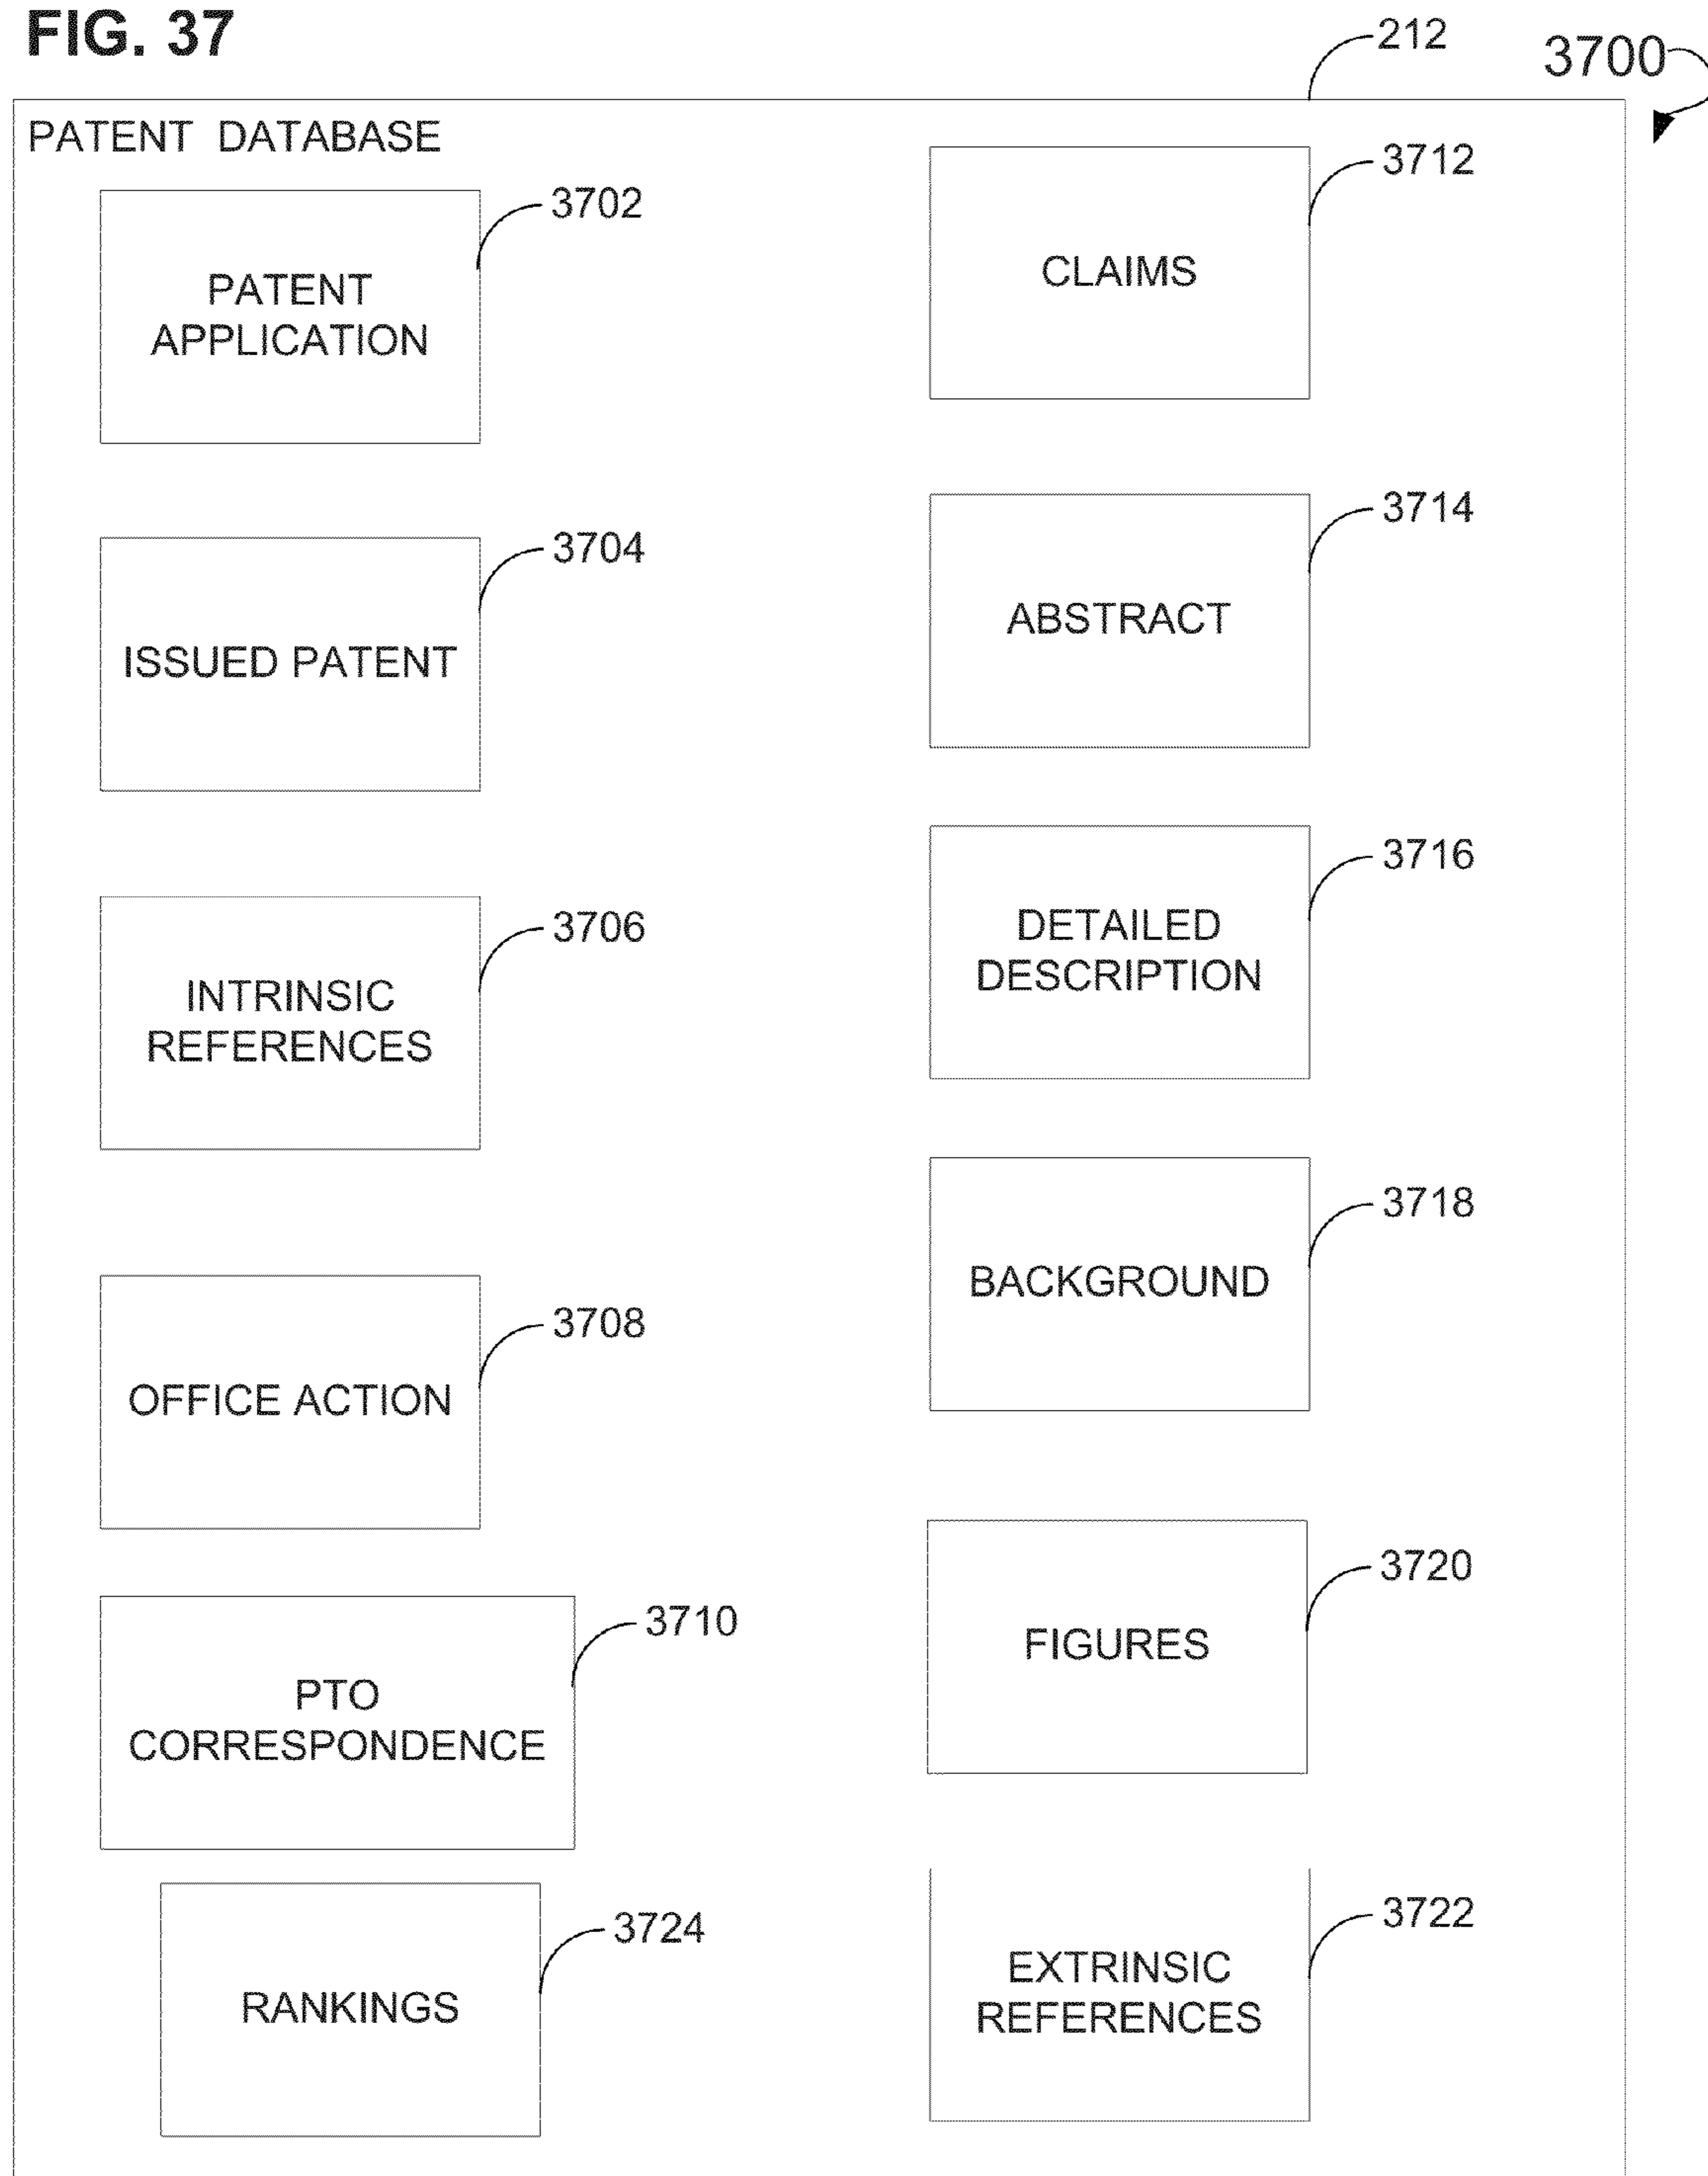 FIG. 37
212
3700
PATENT DATABASE
3702
PATENT
APPLICATION
3704
ISSUED PATENT
3706
INTRINSIC
REFERENCES
3708
OFFICE ACTION
3710
PTO
CORRESPONDENCE
3724
RANKINGS
3712
CLAIMS
3714
ABSTRACT
3716
DETAILED
DESCRIPTION
3718
BACKGROUND
3720
FIGURES
3722
EXTRINSIC
REFERENCES